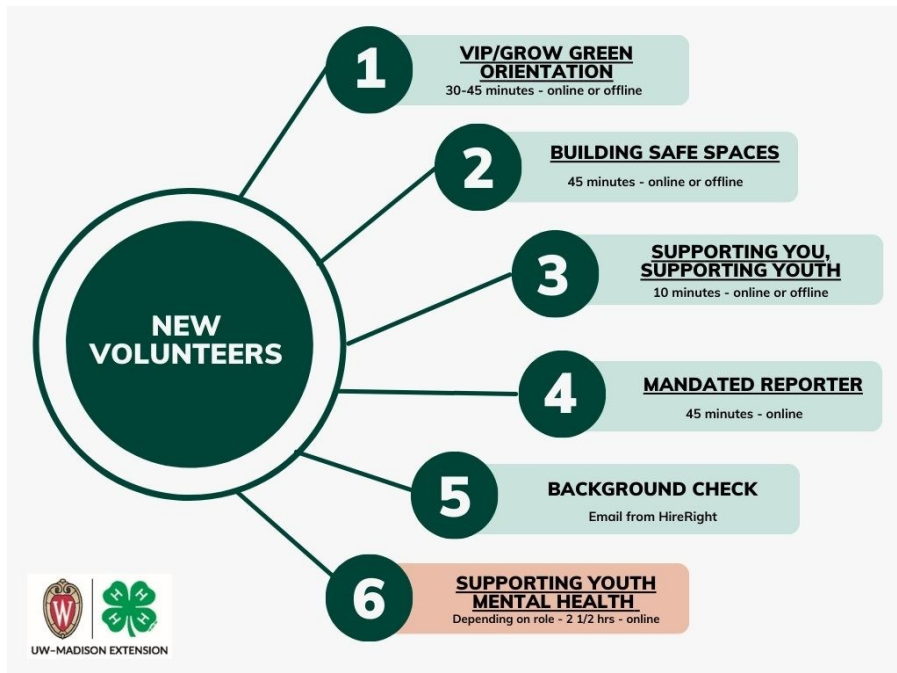 NEW
VOLUNTEERS
1
VIP/GROW GREEN
ORIENTATION
30-45 minutes - online or offline
2
BUILDING SAFE SPACES
45 minutes - online or offline
3
SUPPORTING YOU,
SUPPORTING YOUTH
10 minutes - online or offline
4
MANDATED REPORTER
45 minutes - online
5
BACKGROUND CHECK
Email from HireRight
6
SUPPORTING YOUTH
MENTAL HEALTH
Depending on role - 2 1/2 hrs - online
W
H H
H H
UW-MADISON EXTENSION